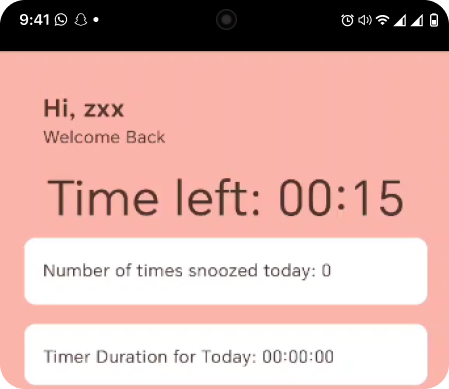 9:41
Hi, zxx
Welcome Back
Time left: 00:15
Number of times snoozed today: 0
Timer Duration for Today: 00:00:00